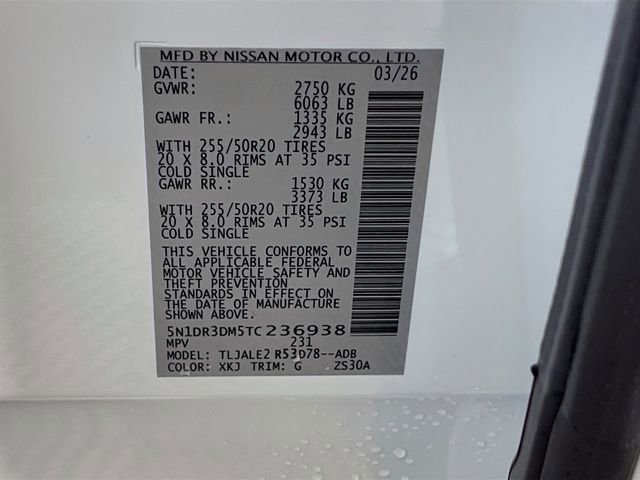 MFD BY NISSAN MOTOR CO., LTD.
DATE: 03/26
GVWR: 2750 KG
6063 LB
GAWR FR.: 1335 KG
2943 LB
WITH 255/50R20 TIRES
20 X 8.0 RIMS AT 35 PSI
COLD SINGLE
GAWR RR.: 1530 KG
3373 LB
WITH 255/50R20 TIRES
20 X 8.0 RIMS AT 35 PSI
COLD SINGLE
THIS VEHICLE CONFORMS TO
ALL APPLICABLE FEDERAL
MOTOR VEHICLE SAFETY AND
THEFT PREVENTION
STANDARDS IN EFFECT ON
THE DATE OF MANUFACTURE
SHOWN ABOVE.
5N1DR3DM5TC236938
MPV 231
MODEL: TLJALE2 R53D78--ADB
COLOR: XKJ TRIM: G ZS30A